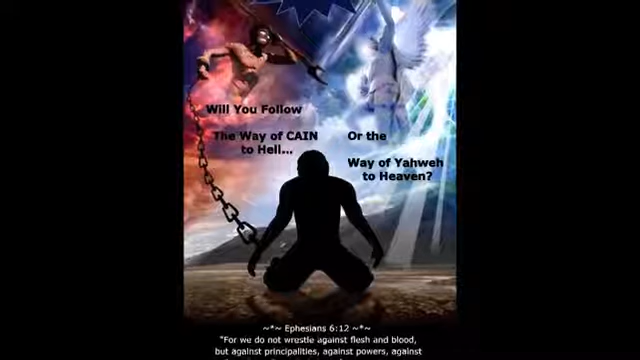 Will You Follow
The Way of CAIN
to Hell...
Or the
Way of Yahweh
to Heaven?
~*~ Ephesians 6:12 ~*~
"For we do not wrestle against flesh and blood,
but against principalities, against powers, against